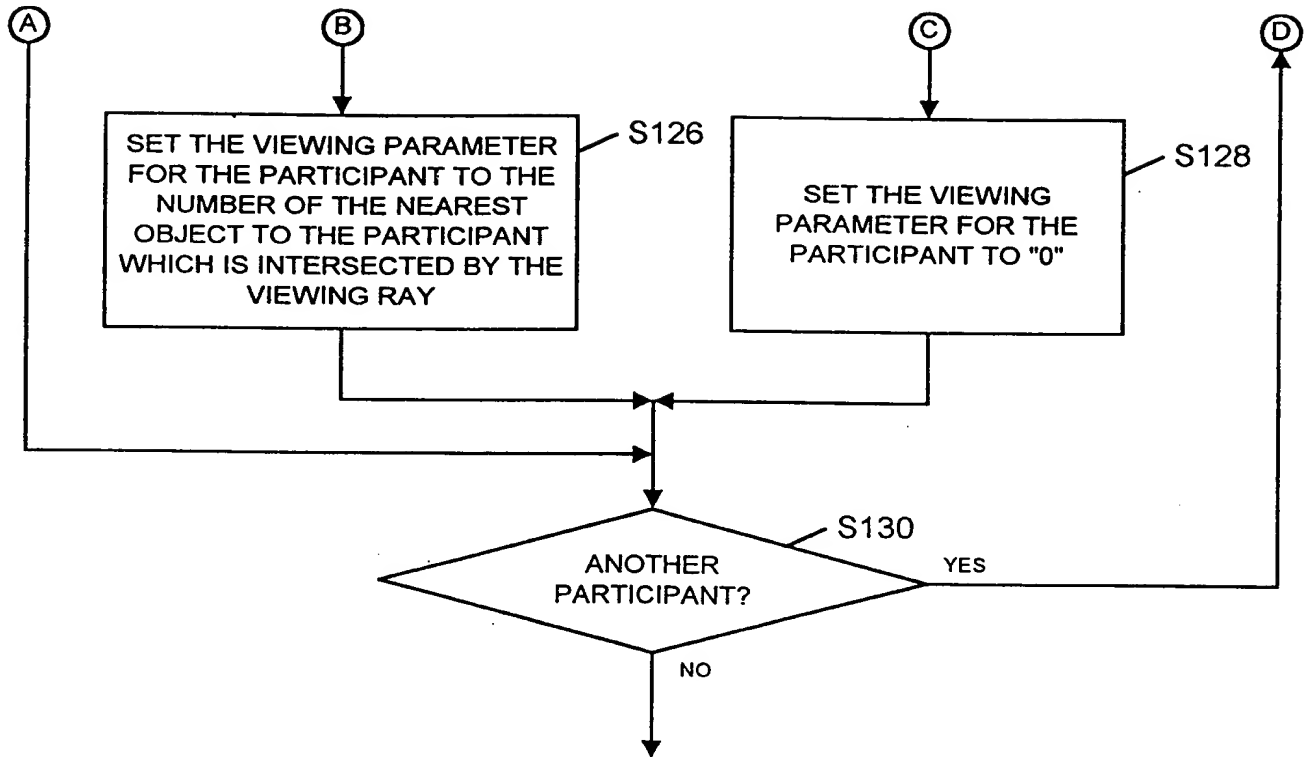 A
B
C
D
SET THE VIEWING PARAMETER
FOR THE PARTICIPANT TO THE
NUMBER OF THE NEAREST
OBJECT TO THE PARTICIPANT
WHICH IS INTERSECTED BY THE
VIEWING RAY
S126
SET THE VIEWING
PARAMETER FOR THE
PARTICIPANT TO "0"
S128
ANOTHER
PARTICIPANT?
S130
YES
NO